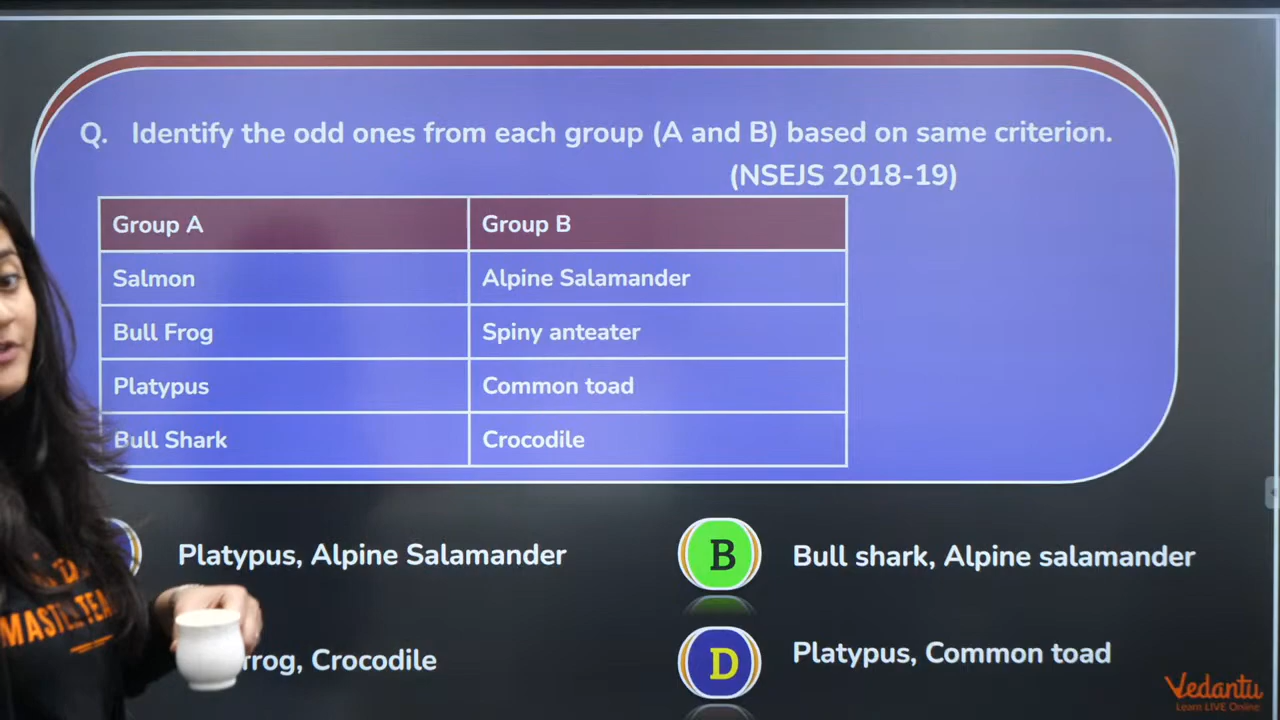 Q. Identify the odd ones from each group (A and B) based on same criterion.
(NSEJS 2018-19)
Group A Group B
Salmon Alpine Salamander
Bull Frog Spiny anteater
Platypus Common toad
Bull Shark Crocodile
Platypus, Alpine Salamander
B Bull shark, Alpine salamander
Crocodile
D Platypus, Common toad
MASTER TEA
Vedantu
Learn LIVE Online